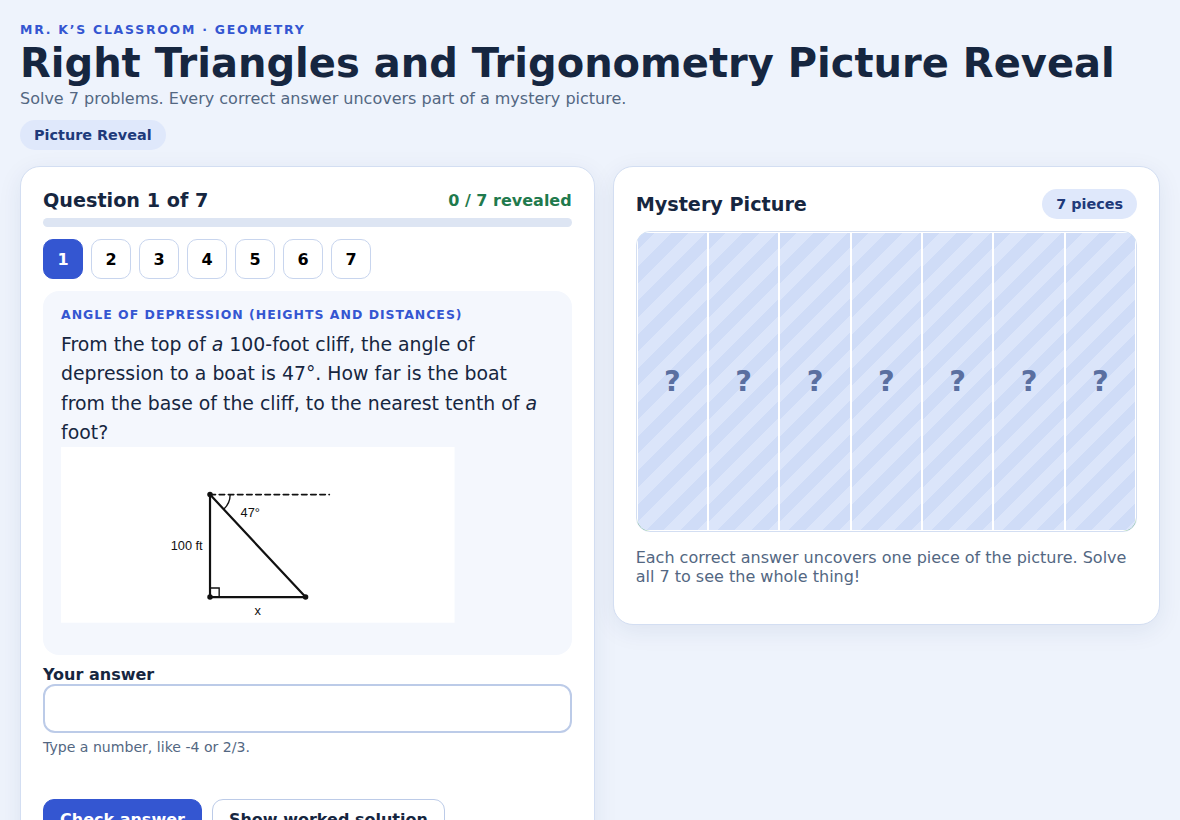 MR. K’S CLASSROOM · GEOMETRY
Right Triangles and Trigonometry Picture Reveal
Solve 7 problems. Every correct answer uncovers part of a mystery picture.
Picture Reveal
Question 1 of 7
0 / 7 revealed
1 2 3 4 5 6 7
ANGLE OF DEPRESSION (HEIGHTS AND DISTANCES)
From the top of a 100-foot cliff, the angle of
depression to a boat is 47°. How far is the boat
from the base of the cliff, to the nearest tenth of a
foot?
47°
100 ft
x
Your answer
Type a number, like -4 or 2/3.
Check answer
Show worked solution
Mystery Picture
7 pieces
? ? ? ? ? ? ?
Each correct answer uncovers one piece of the picture. Solve
all 7 to see the whole thing!